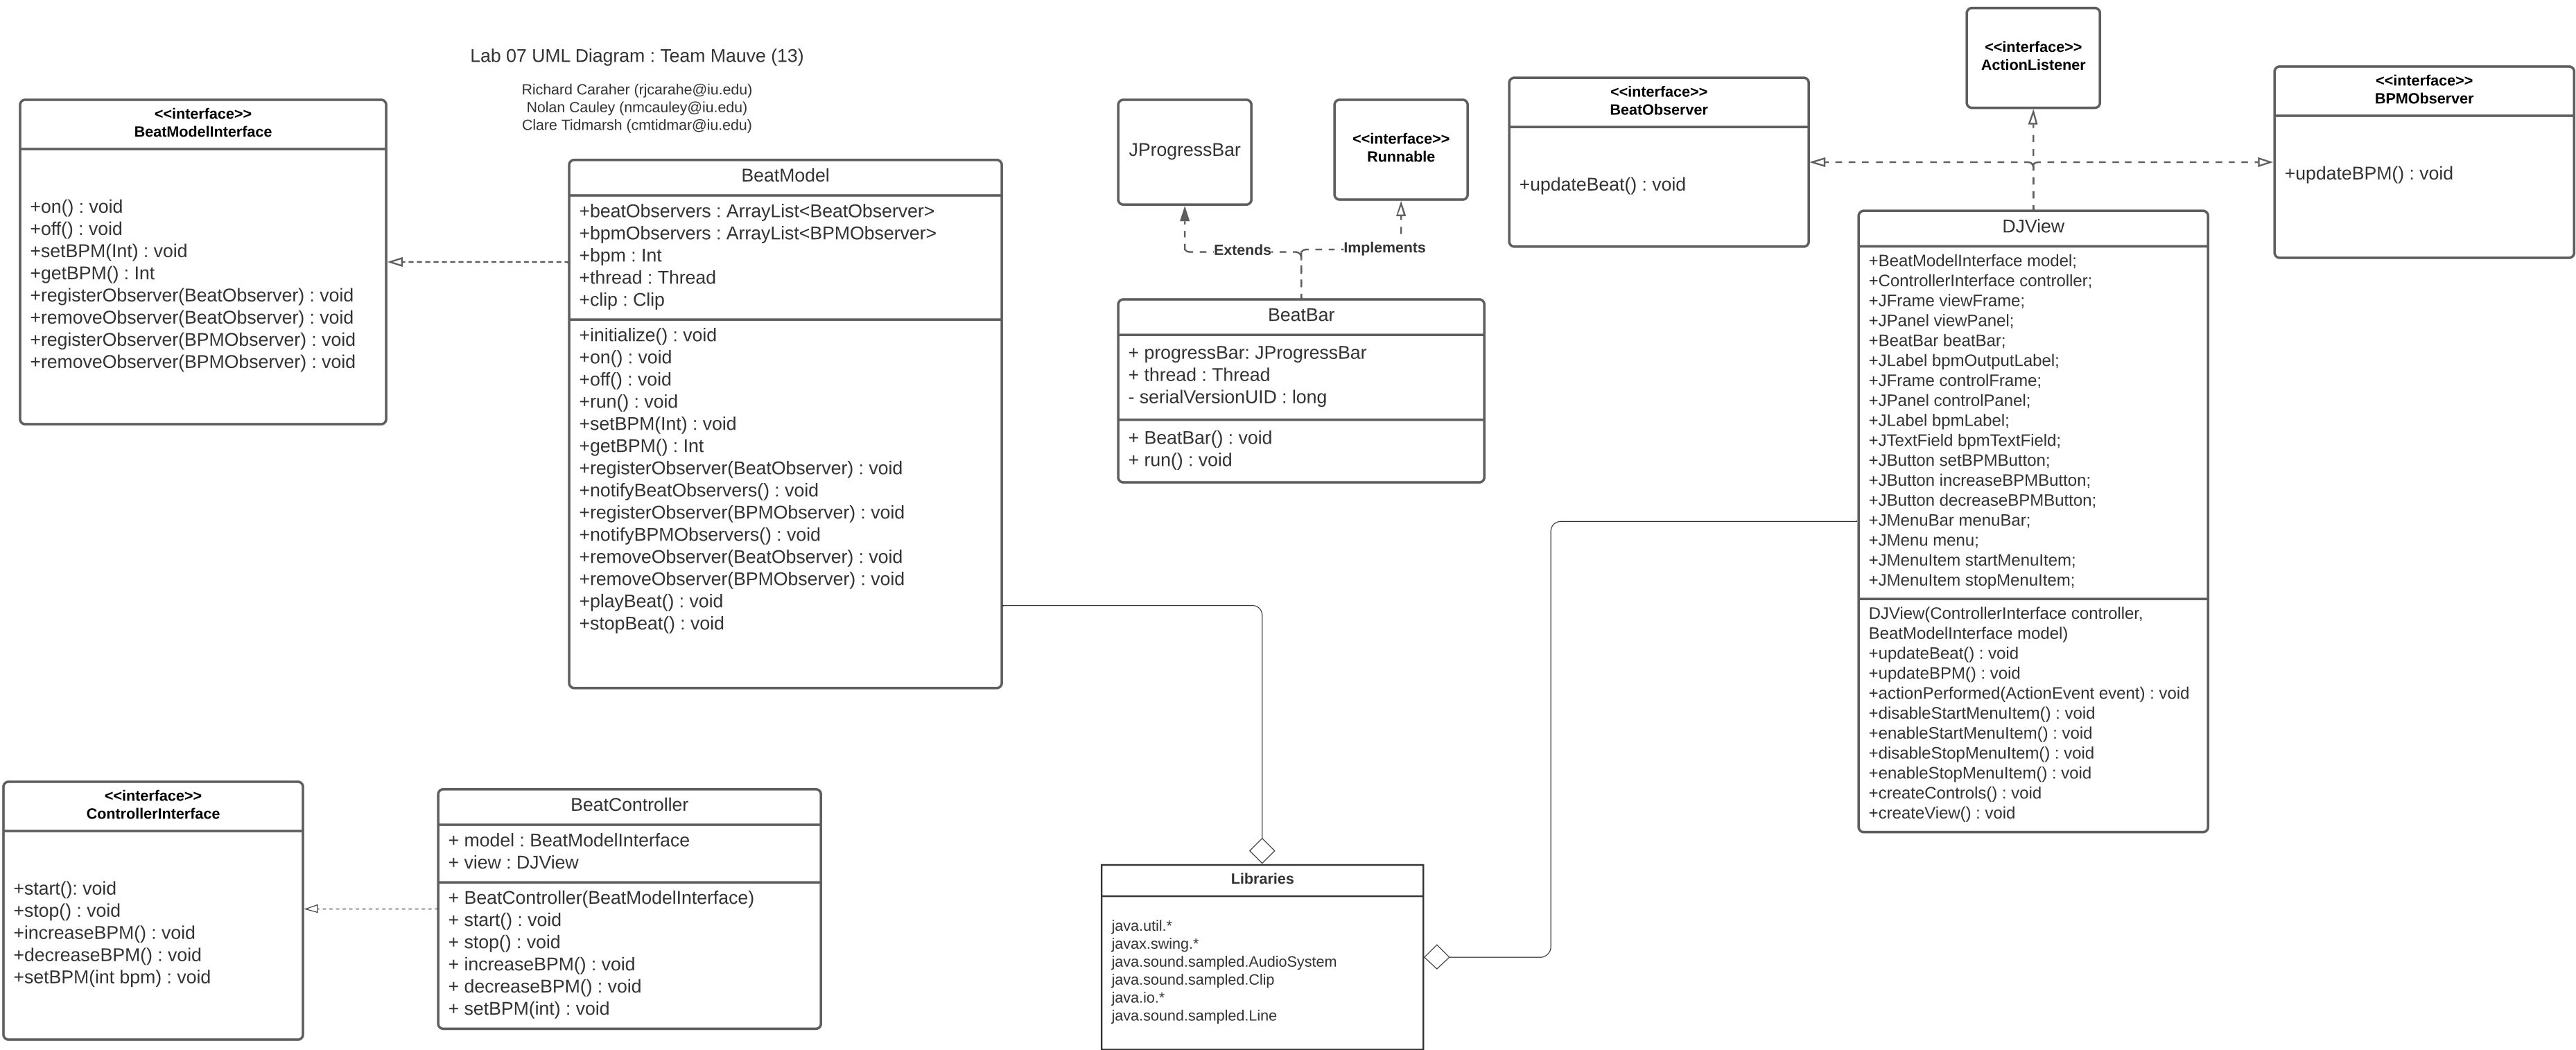 Lab 07 UML Diagram : Team Mauve (13)
Richard Caraher (rjcarahe@iu.edu)
Nolan Cauley (nmcauley@iu.edu)
Clare Tidmarsh (cmtidmar@iu.edu)
<<interface>>
BeatModelInterface
+on() : void
+off() : void
+setBPM(Int) : void
+getBPM() : Int
+registerObserver(BeatObserver) : void
+removeObserver(BeatObserver) : void
+registerObserver(BPMObserver) : void
+removeObserver(BPMObserver) : void
BeatModel
+beatObservers : ArrayList<BeatObserver>
+bpmObservers : ArrayList<BPMObserver>
+bpm : Int
+thread : Thread
+clip : Clip
+initialize() : void
+on() : void
+off() : void
+run() : void
+setBPM(Int) : void
+getBPM() : Int
+registerObserver(BeatObserver) : void
+notifyBeatObservers() : void
+registerObserver(BPMObserver) : void
+notifyBPMObservers() : void
+removeObserver(BeatObserver) : void
+removeObserver(BPMObserver) : void
+playBeat() : void
+stopBeat() : void
JProgressBar
<<interface>>
Runnable
Extends
Implements
BeatBar
+ progressBar: JProgressBar
+ thread : Thread
- serialVersionUID : long
+ BeatBar() : void
+ run() : void
<<interface>>
BeatObserver
+updateBeat() : void
<<interface>>
ActionListener
<<interface>>
BPMObserver
+updateBPM() : void
DJView
+BeatModelInterface model;
+ControllerInterface controller;
+JFrame viewFrame;
+JPanel viewPanel;
+BeatBar beatBar;
+JLabel bpmOutputLabel;
+JFrame controlFrame;
+JPanel controlPanel;
+JLabel bpmLabel;
+JTextField bpmTextField;
+JButton setBPMButton;
+JButton increaseBPMButton;
+JButton decreaseBPMButton;
+JMenuBar menuBar;
+JMenu menu;
+JMenuItem startMenuItem;
+JMenuItem stopMenuItem;
DJView(ControllerInterface controller,
BeatModelInterface model)
+updateBeat() : void
+updateBPM() : void
+actionPerformed(ActionEvent event) : void
+disableStartMenuItem() : void
+enableStartMenuItem() : void
+disableStopMenuItem() : void
+enableStopMenuItem() : void
+createControls() : void
+createView() : void
<<interface>>
ControllerInterface
+start(): void
+stop() : void
+increaseBPM() : void
+decreaseBPM() : void
+setBPM(int bpm) : void
BeatController
+ model : BeatModelInterface
+ view : DJView
+ BeatController(BeatModelInterface)
+ start() : void
+ stop() : void
+ increaseBPM() : void
+ decreaseBPM() : void
+ setBPM(int) : void
Libraries
java.util.*
javax.swing.*
java.sound.sampled.AudioSystem
java.sound.sampled.Clip
java.io.*
java.sound.sampled.Line